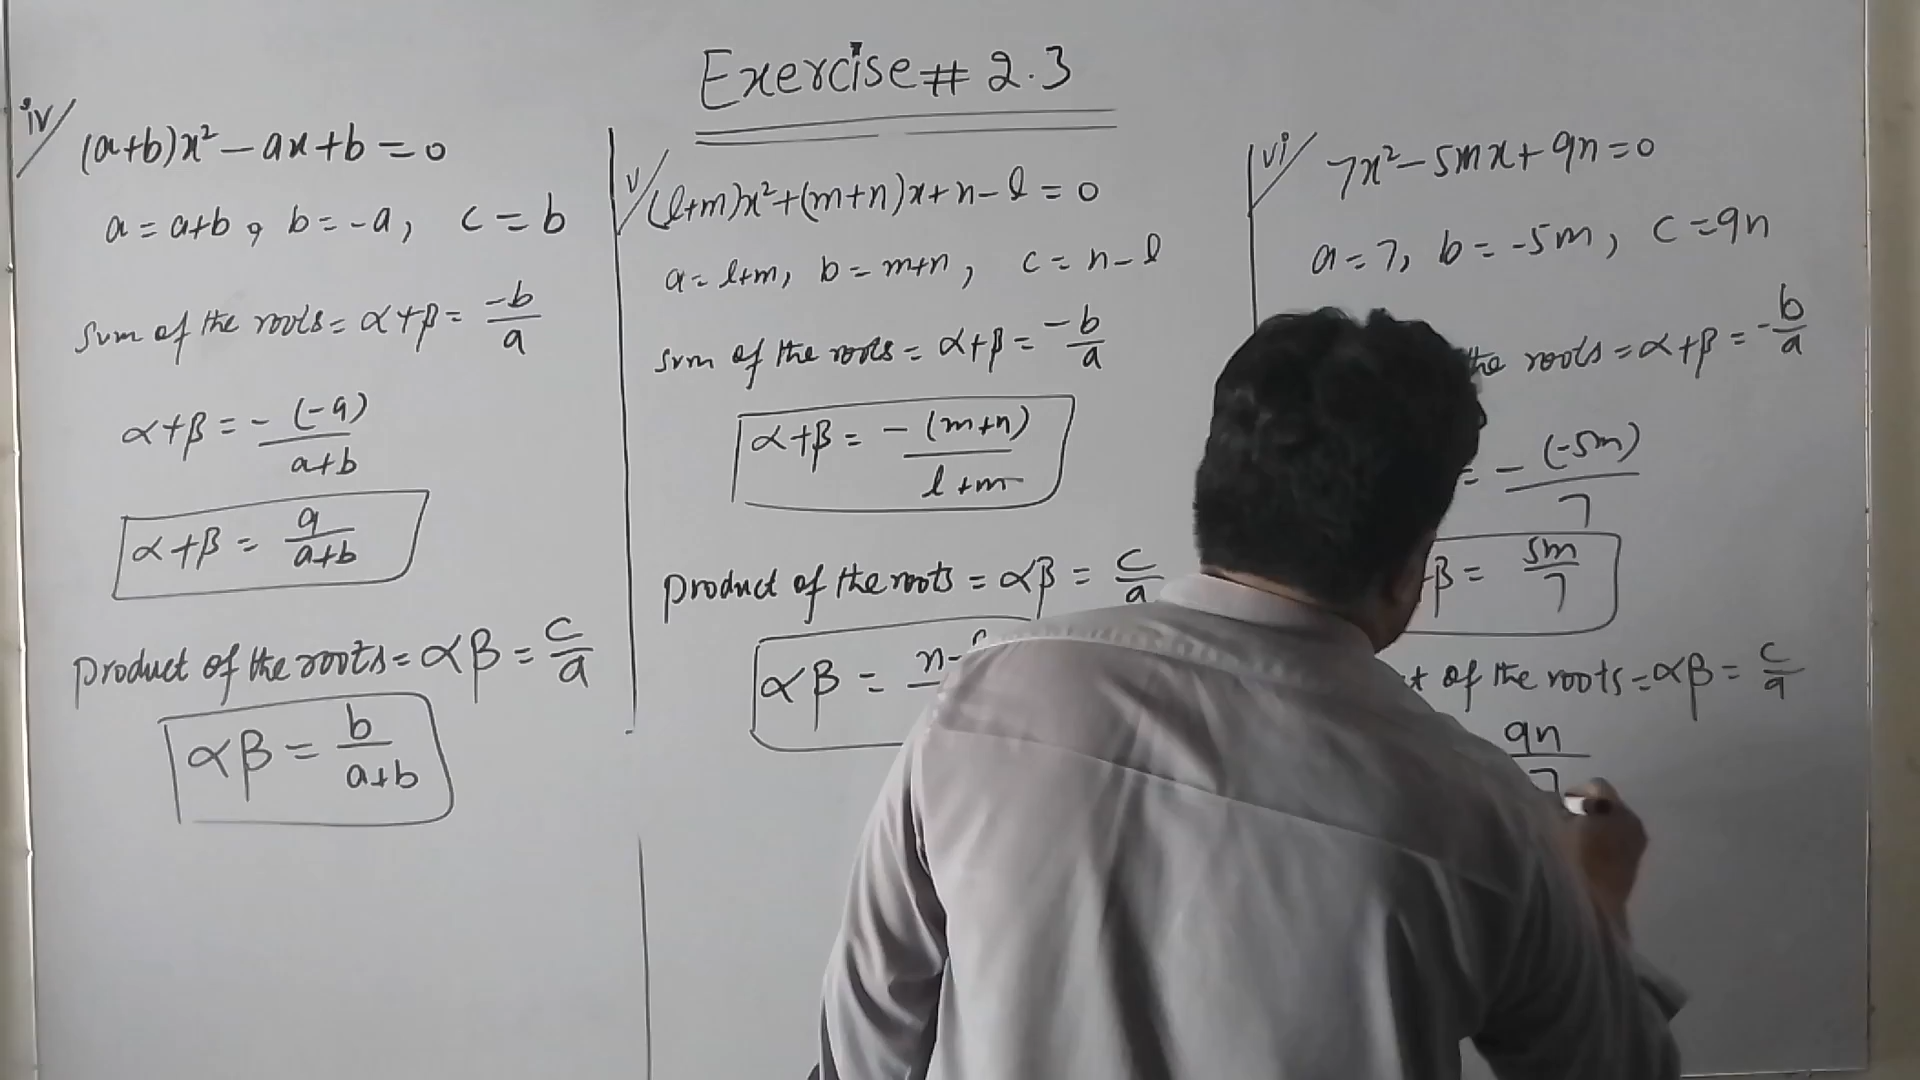 Exercise # 2.3
iv/ (a+b)x² - ax + b = 0
a = a+b, b = -a, c = b
Sum of the roots = α+β = -b/a
α+β = -(-a)/a+b
α+β = a/a+b
Product of the roots = αβ = c/a
αβ = b/a+b
v/ (l+m)x² + (m+n)x + n - l = 0
a = l+m, b = m+n, c = n - l
Sum of the roots = α+β = -b/a
α+β = -(m+n)/l+m
Product of the roots = αβ = c/a
αβ = n-
vi/ 7x² - 5mx + 9n = 0
a = 7, b = -5m, c = 9n
the roots = α+β = -b/a
= -(-5m)/7
β = 5m/7
of the roots = αβ = c/a
9n/7